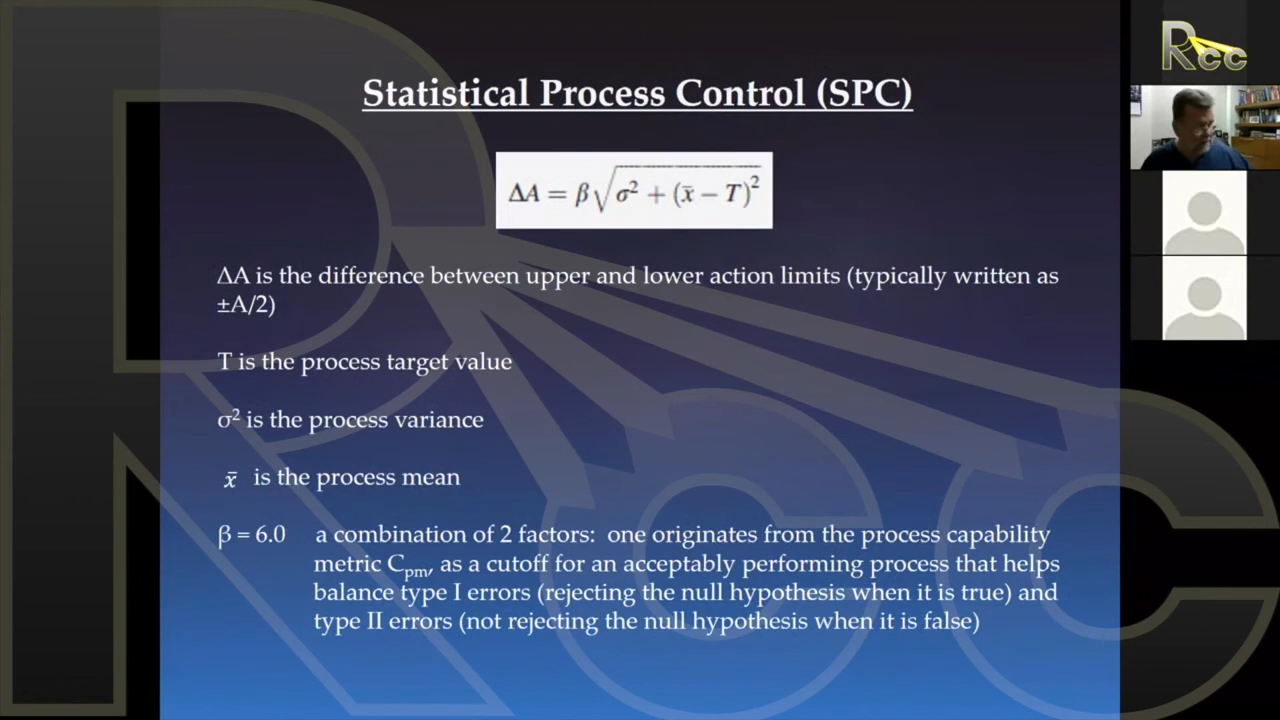 Statistical Process Control (SPC)
ΔA = β√σ² + (x̄ − T)²
ΔA is the difference between upper and lower action limits (typically written as
±A/2)
T is the process target value
σ² is the process variance
x̄ is the process mean
β = 6.0 a combination of 2 factors: one originates from the process capability
metric Cpm, as a cutoff for an acceptably performing process that helps
balance type I errors (rejecting the null hypothesis when it is true) and
type II errors (not rejecting the null hypothesis when it is false)
Rcc